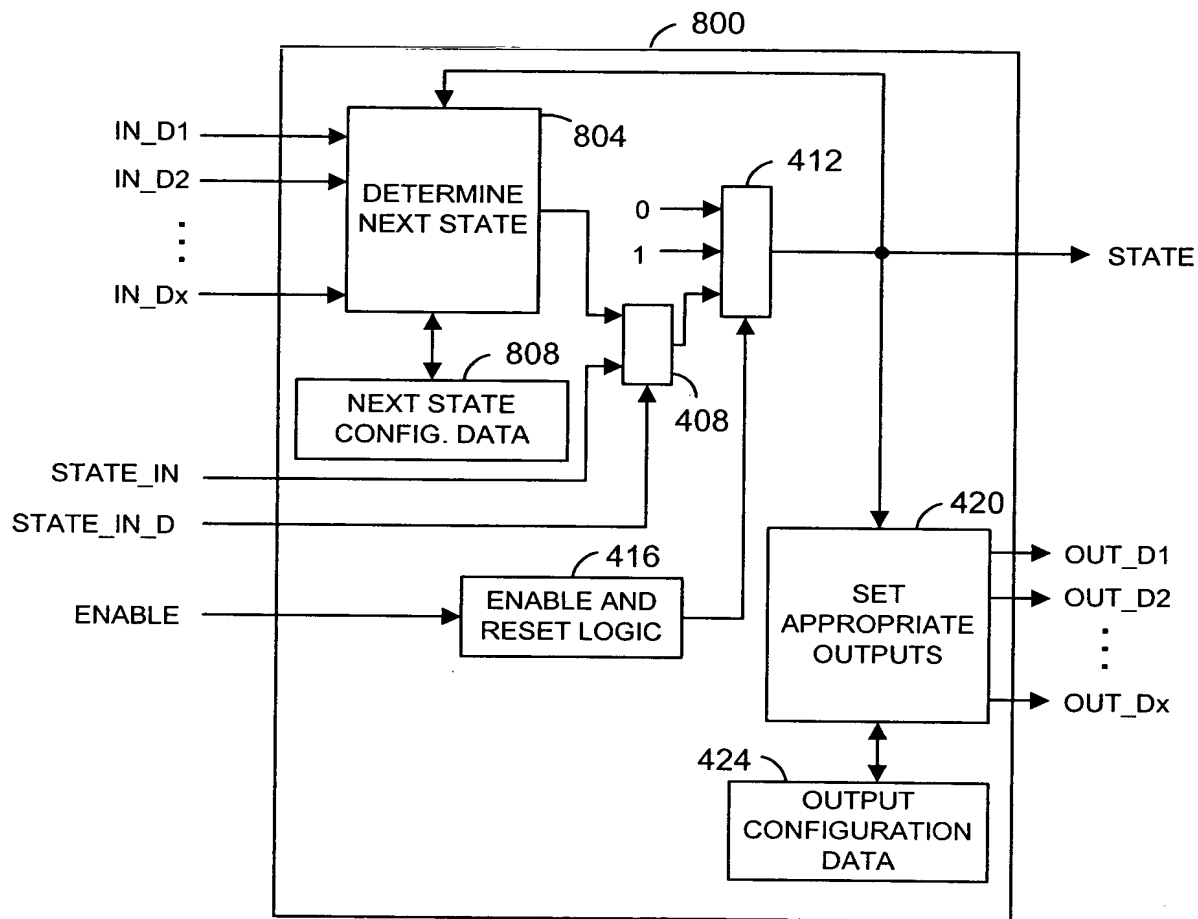 800
IN_D1
IN_D2
IN_Dx
804
DETERMINE
NEXT STATE
412
0
1
STATE
808
NEXT STATE
CONFIG. DATA
408
STATE_IN
STATE_IN_D
ENABLE
416
ENABLE AND
RESET LOGIC
420
SET
APPROPRIATE
OUTPUTS
OUT_D1
OUT_D2
OUT_Dx
424
OUTPUT
CONFIGURATION
DATA